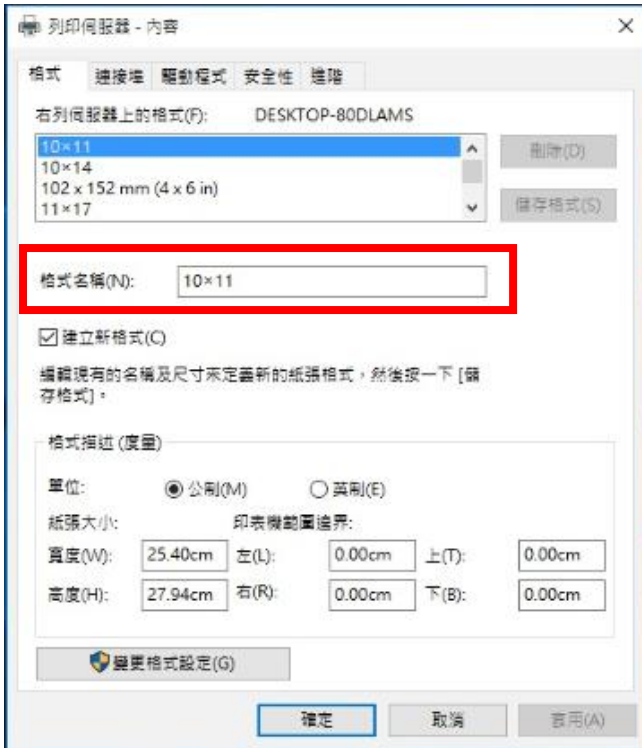 列印伺服器 - 內容
格式 連接埠 驅動程式 安全性 進階
右列伺服器上的格式(F): DESKTOP-80DLAMS
10×11
10×14
102 x 152 mm (4 x 6 in)
11×17
刪除(D)
儲存格式(S)
格式名稱(N): 10×11
建立新格式(C)
編輯現有的名稱及尺寸來定義新的紙張格式，然後按一下 [儲
存格式]。
格式描述 (度量)
單位: 公制(M) 英制(E)
紙張大小: 印表機範圍邊界:
寬度(W): 25.40cm 左(L): 0.00cm 上(T): 0.00cm
高度(H): 27.94cm 右(R): 0.00cm 下(B): 0.00cm
變更格式設定(G)
確定 取消 套用(A)